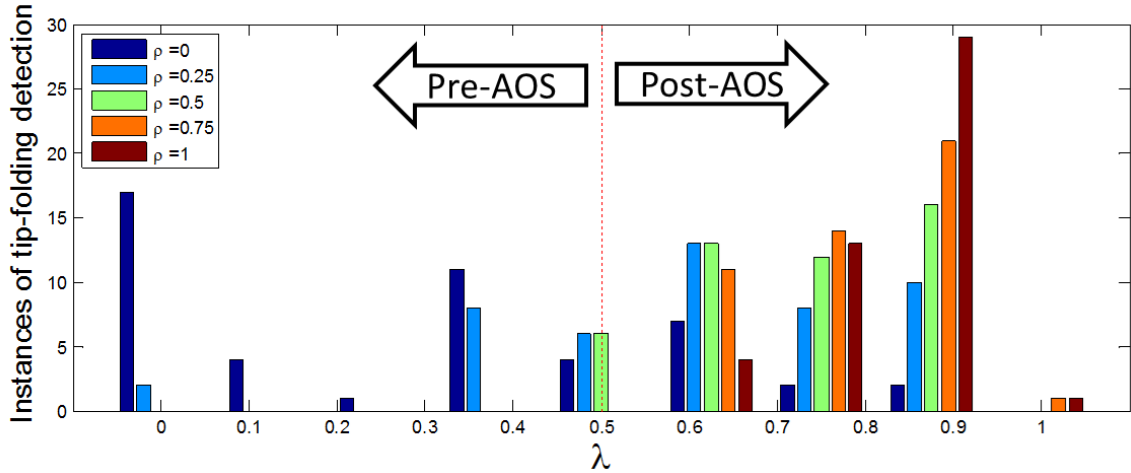 Instances of tip-folding detection
30
25
20
15
10
5
0
ρ =0
ρ =0.25
ρ =0.5
ρ =0.75
ρ =1
Pre-AOS
Post-AOS
0 0.1 0.2 0.3 0.4 0.5 0.6 0.7 0.8 0.9 1
λ